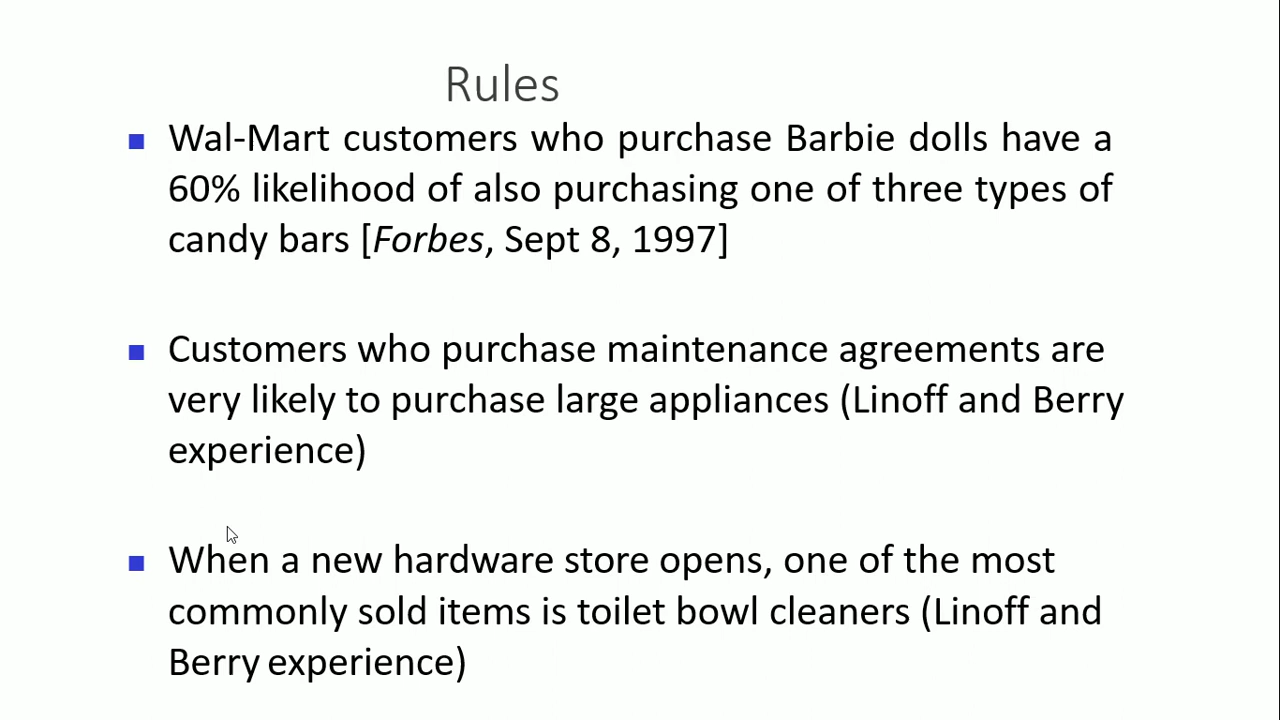 Rules
Wal-Mart customers who purchase Barbie dolls have a
60% likelihood of also purchasing one of three types of
candy bars [Forbes, Sept 8, 1997]
Customers who purchase maintenance agreements are
very likely to purchase large appliances (Linoff and Berry
experience)
When a new hardware store opens, one of the most
commonly sold items is toilet bowl cleaners (Linoff and
Berry experience)